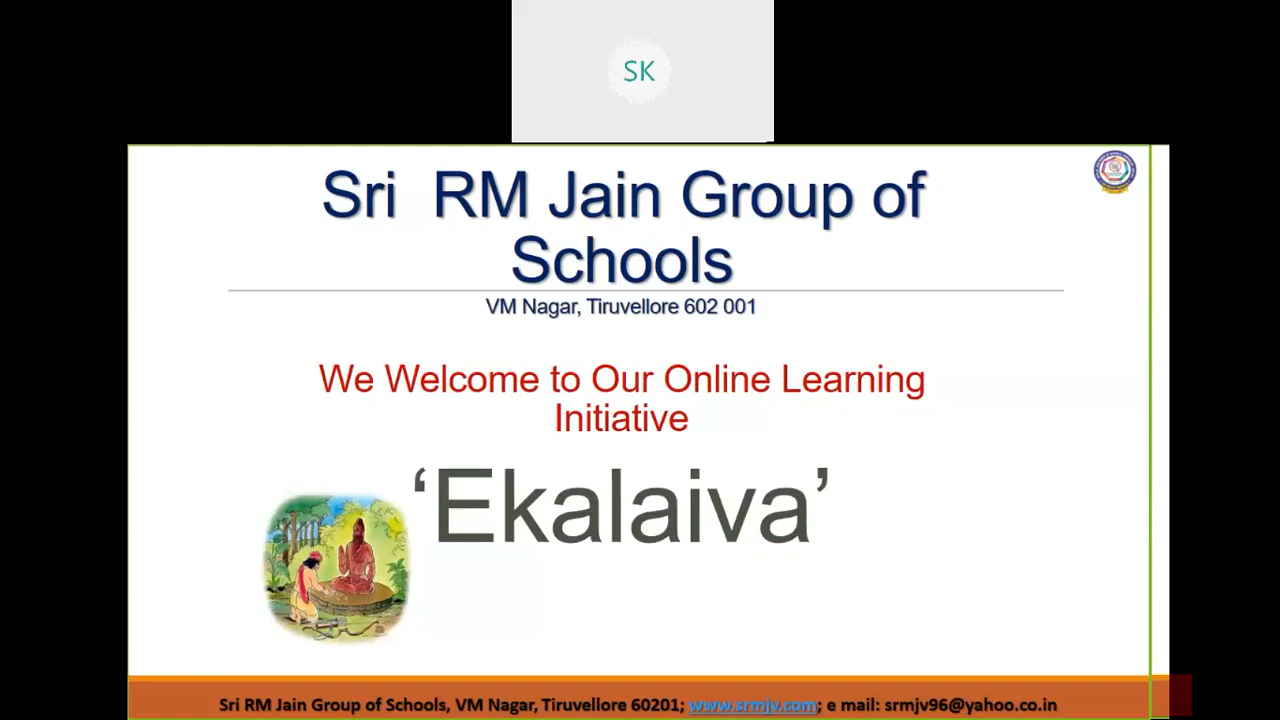 SK
Sri RM Jain Group of
Schools
VM Nagar, Tiruvellore 602 001
We Welcome to Our Online Learning
Initiative
‘Ekalaiva’
Sri RM Jain Group of Schools, VM Nagar, Tiruvellore 60201; www.srmjv.com; e mail: srmjv96@yahoo.co.in